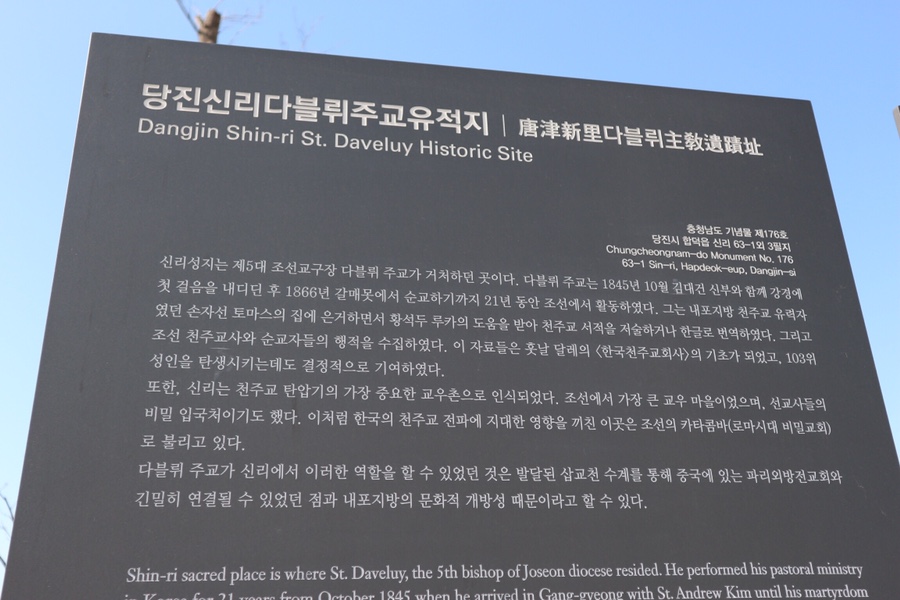 당진신리다블뤼주교유적지 | 唐津新里다블뤼主敎遺蹟址
Dangjin Shin-ri St. Daveluy Historic Site
충청남도 기념물 제176호
당진시 합덕읍 신리 63-1외 3필지
Chungcheongnam-do Monument No. 176
63-1 Sin-ri, Hapdeok-eup, Dangjin-si
신리성지는 제5대 조선교구장 다블뤼 주교가 거처하던 곳이다. 다블뤼 주교는 1845년 10월 김대건 신부와 함께 강경에
첫 걸음을 내디딘 후 1866년 갈매못에서 순교하기까지 21년 동안 조선에서 활동하였다. 그는 내포지방 천주교 유력자
였던 손자선 토마스의 집에 은거하면서 황석두 루카의 도움을 받아 천주교 서적을 저술하거나 한글로 번역하였다. 그리고
조선 천주교사와 순교자들의 행적을 수집하였다. 이 자료들은 훗날 달레의 〈한국천주교회사〉의 기초가 되었고, 103위
성인을 탄생시키는데도 결정적으로 기여하였다.
또한, 신리는 천주교 탄압기의 가장 중요한 교우촌으로 인식되었다. 조선에서 가장 큰 교우 마을이었으며, 선교사들의
비밀 입국처이기도 했다. 이처럼 한국의 천주교 전파에 지대한 영향을 끼친 이곳은 조선의 카타콤바(로마시대 비밀교회)
로 불리고 있다.
다블뤼 주교가 신리에서 이러한 역할을 할 수 있었던 것은 발달된 삽교천 수계를 통해 중국에 있는 파리외방전교회와
긴밀히 연결될 수 있었던 점과 내포지방의 문화적 개방성 때문이라고 할 수 있다.
Shin-ri sacred place is where St. Daveluy, the 5th bishop of Joseon diocese resided. He performed his pastoral ministry
in Korea for 21 years from October 1845 when he arrived in Gang-gyeong with St. Andrew Kim until his martyrdom